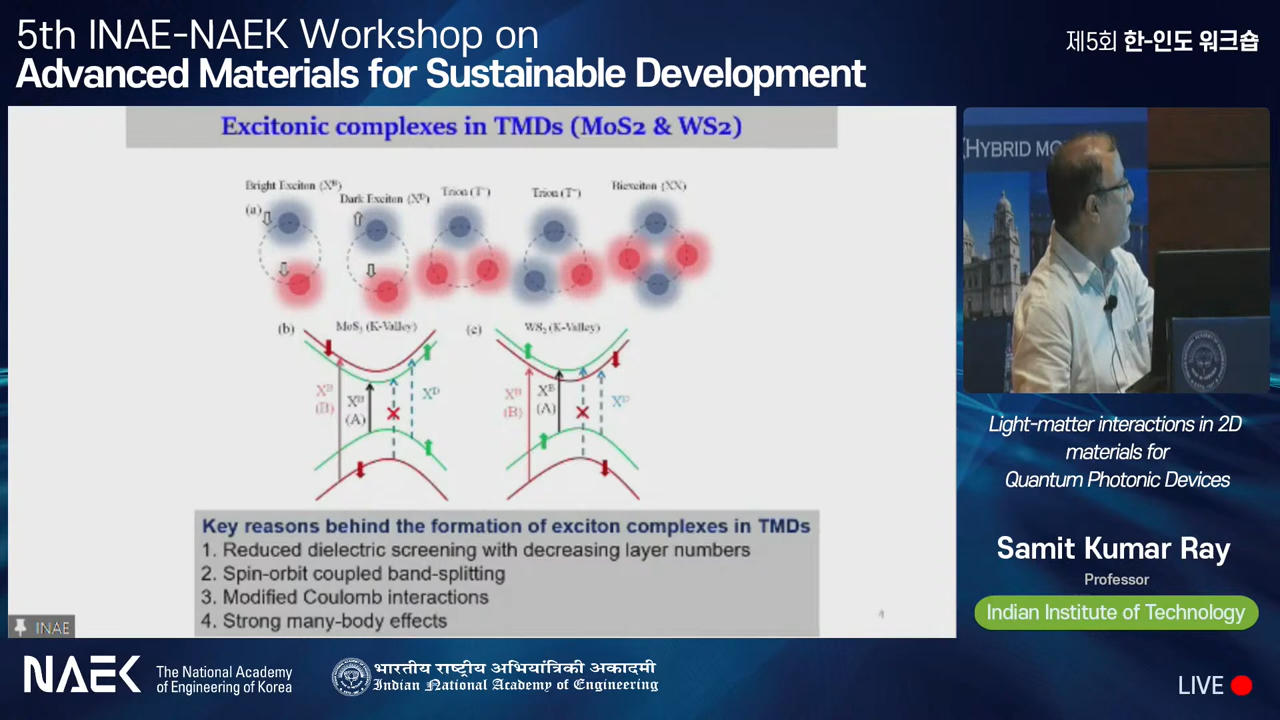 5th INAE-NAEK Workshop on
Advanced Materials for Sustainable Development
제5회 한-인도 워크숍
Excitonic complexes in TMDs (MoS2 & WS2)
Bright Exciton (X^B)
Dark Exciton (X^D)
Trion (T⁻)
Biexciton (XX)
(a)
(b)
MoS₂ (K-Valley)
(c)
WS₂ (K-Valley)
X^B
(B)
X^B
(A)
X^D
X^B
(B)
X^B
(A)
X^D
Key reasons behind the formation of exciton complexes in TMDs
1. Reduced dielectric screening with decreasing layer numbers
2. Spin-orbit coupled band-splitting
3. Modified Coulomb interactions
4. Strong many-body effects
4
INAE
(HYBRID MO
Light-matter interactions in 2D
materials for
Quantum Photonic Devices
Samit Kumar Ray
Professor
Indian Institute of Technology
NAEK
The National Academy
of Engineering of Korea
भारतीय राष्ट्रीय अभियांत्रिकी अकादमी
Indian National Academy of Engineering
LIVE